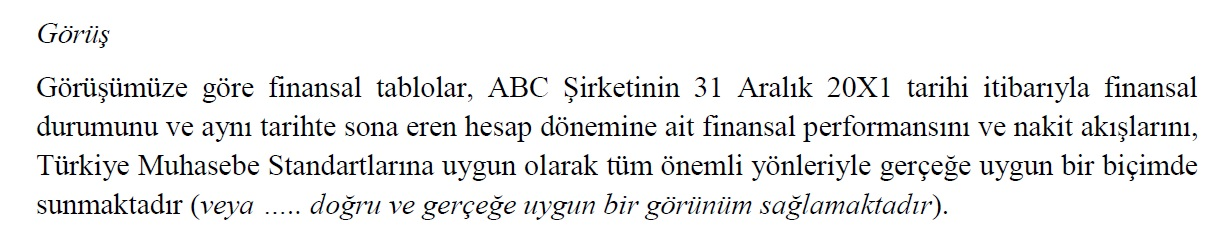 Görüş
Görüşümüze göre finansal tablolar, ABC Şirketinin 31 Aralık 20X1 tarihi itibarıyla finansal
durumunu ve aynı tarihte sona eren hesap dönemine ait finansal performansını ve nakit akışlarını,
Türkiye Muhasebe Standartlarına uygun olarak tüm önemli yönleriyle gerçeğe uygun bir biçimde
sunmaktadır (veya ….. doğru ve gerçeğe uygun bir görünüm sağlamaktadır).